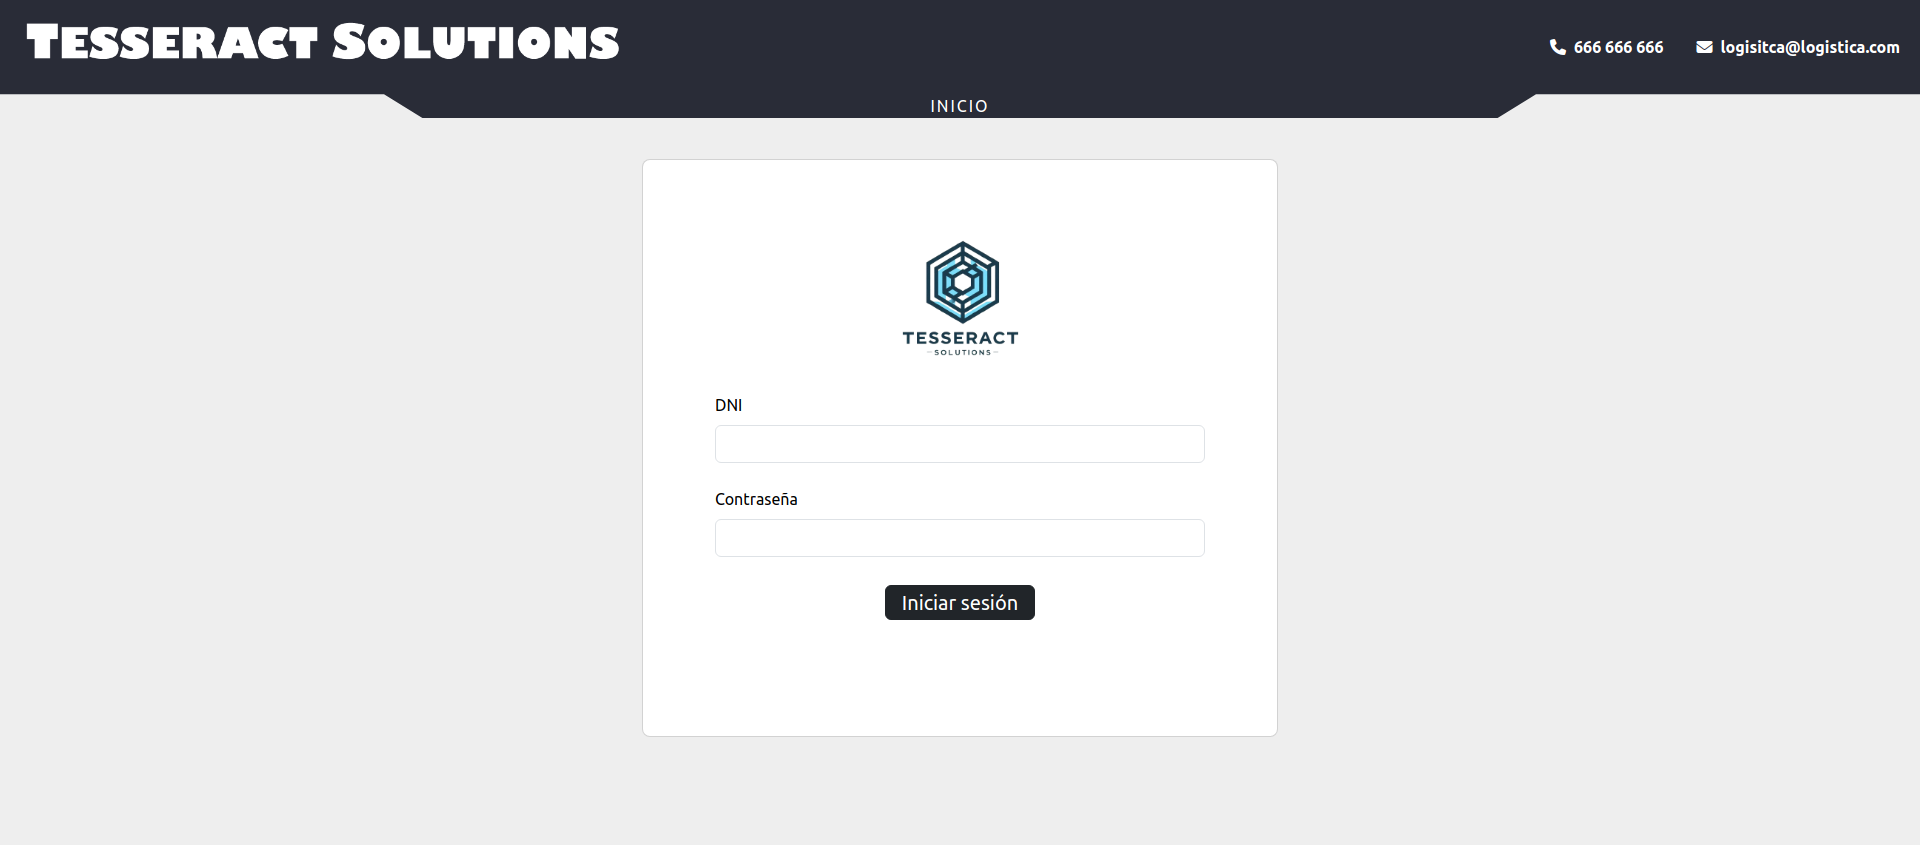 TESSERACT SOLUTIONS
666 666 666 logisitca@logistica.com
INICIO
TESSERACT
SOLUTIONS
DNI
Contraseña
Iniciar sesión